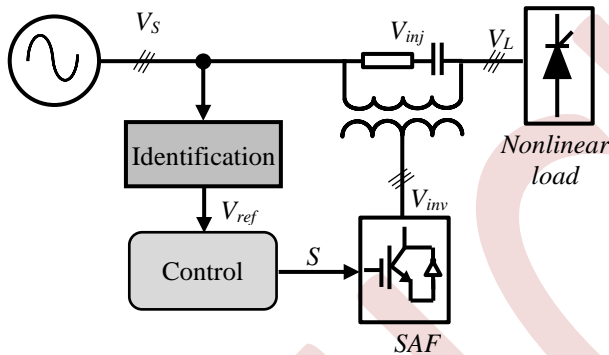 V_S
V_inj
V_L
Nonlinear
load
Identification
V_ref
V_inv
Control
S
SAF